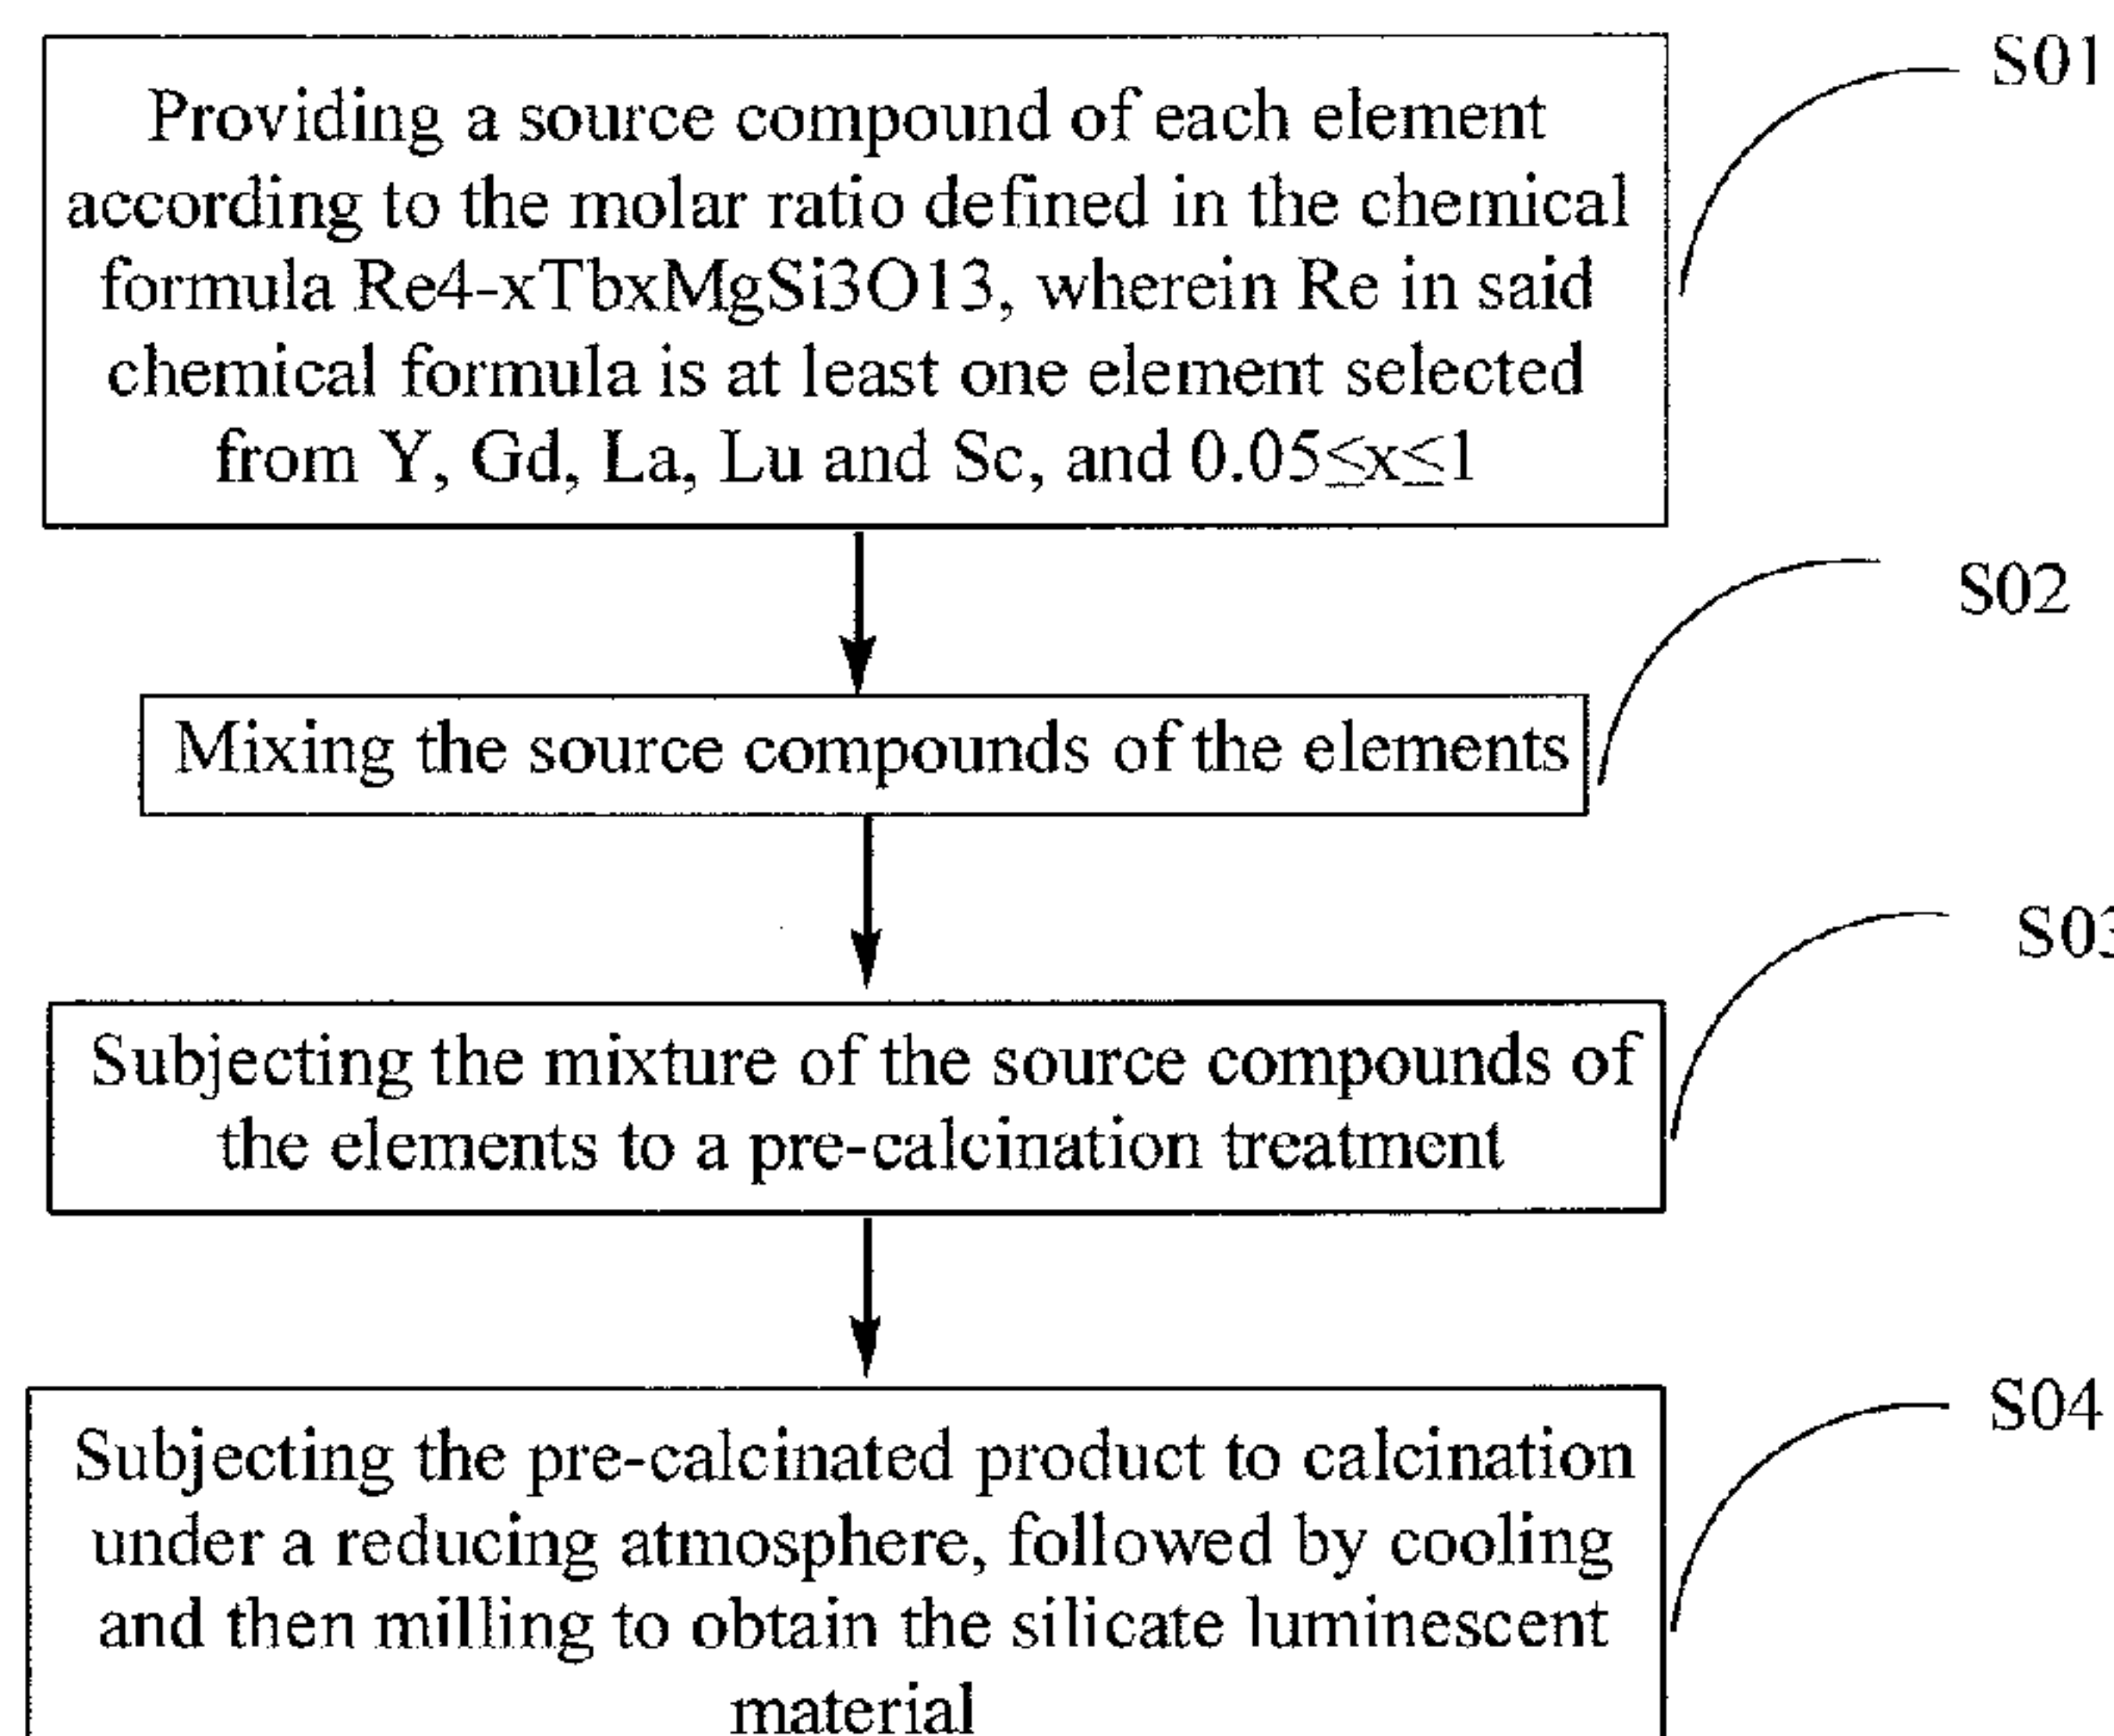 Providing a source compound of each element
according to the molar ratio defined in the chemical
formula Re4-xTbxMgSi3O13, wherein Re in said
chemical formula is at least one element selected
from Y, Gd, La, Lu and Sc, and 0.05≤x≤1
S01
Mixing the source compounds of the elements
S02
Subjecting the mixture of the source compounds of
the elements to a pre-calcination treatment
S03
Subjecting the pre-calcinated product to calcination
under a reducing atmosphere, followed by cooling
and then milling to obtain the silicate luminescent
material
S04